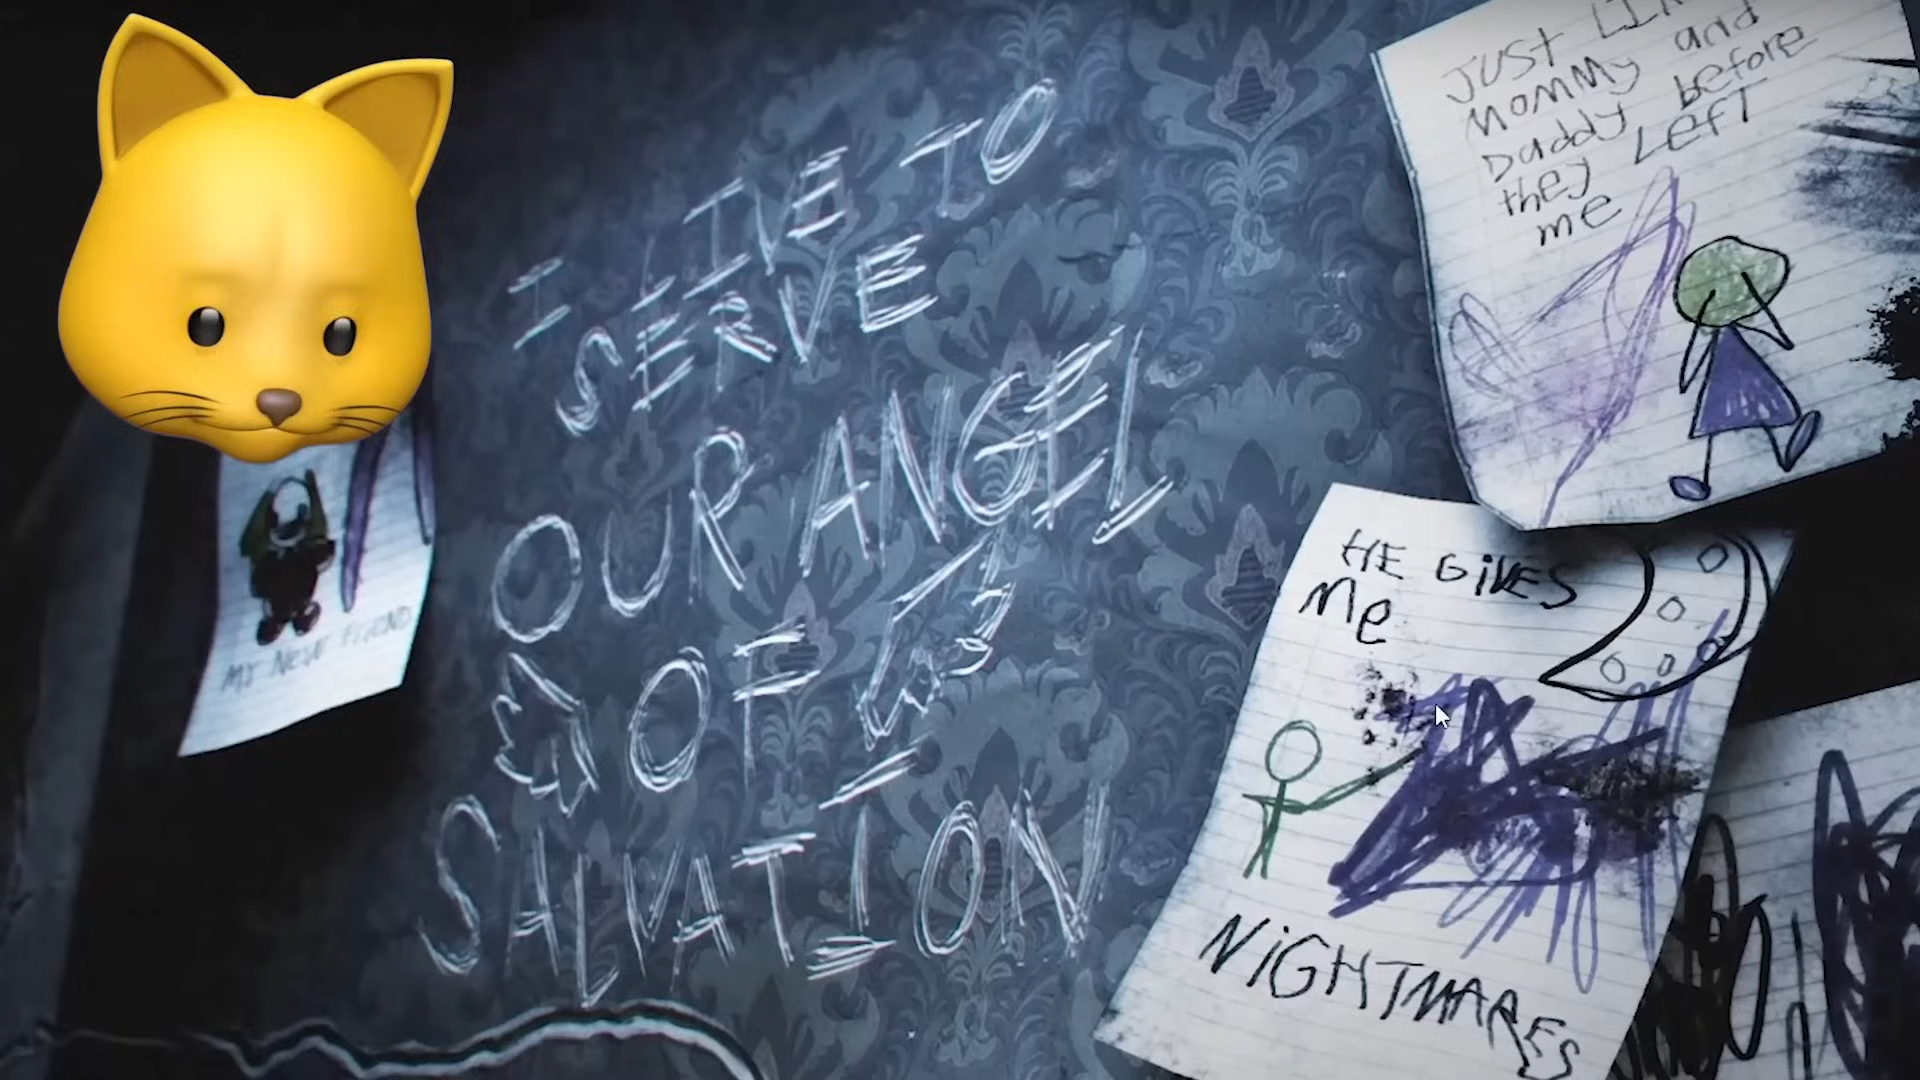 I LIVE TO
SERVE
OUR ANGEL
OF
SALVATION
MY NEW FRIEND
JUST
MOMMY and
Daddy before
they LEFT
me
HE GIVES
Me
NIGHTMARES